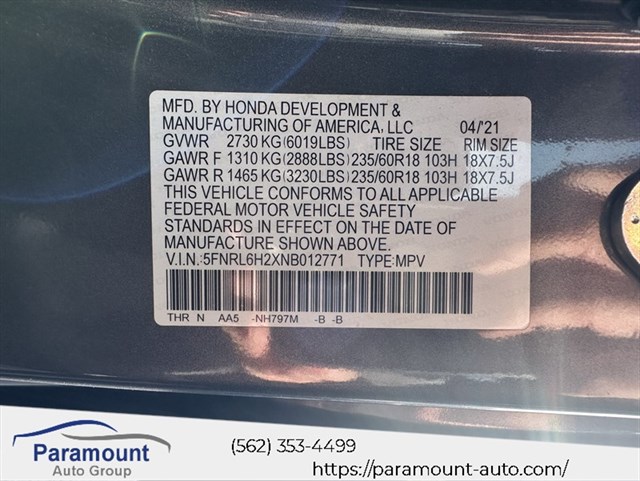 MFD. BY HONDA DEVELOPMENT &
MANUFACTURING OF AMERICA, LLC 04/'21
GVWR 2730 KG(6019LBS) TIRE SIZE RIM SIZE
GAWR F 1310 KG(2888LBS)235/60R18 103H 18X7.5J
GAWR R 1465 KG(3230LBS)235/60R18 103H 18X7.5J
THIS VEHICLE CONFORMS TO ALL APPLICABLE
FEDERAL MOTOR VEHICLE SAFETY
STANDARDS IN EFFECT ON THE DATE OF
MANUFACTURE SHOWN ABOVE.
V.I.N.:5FNRL6H2XNB012771 TYPE:MPV
THR N AA5 -NH797M -B -B
Paramount
Auto Group
(562) 353-4499
https://paramount-auto.com/